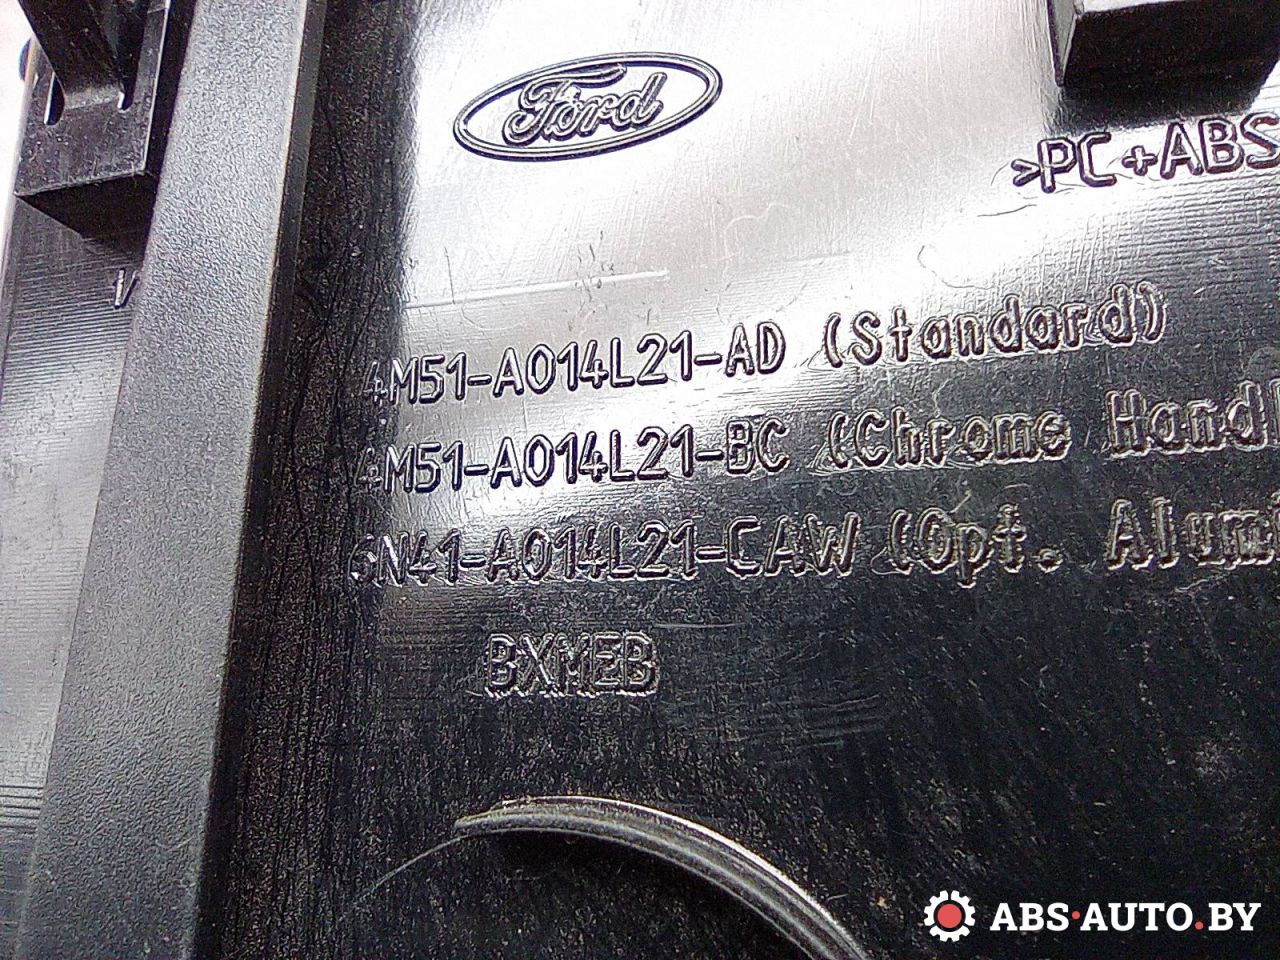 Ford
>PC+ABS
4M51-A014L21-AD (Standard)
4M51-A014L21-BC (Chrome
6N41-A014L21-CAW (Opt.
BXMEB
ABS·AUTO.BY